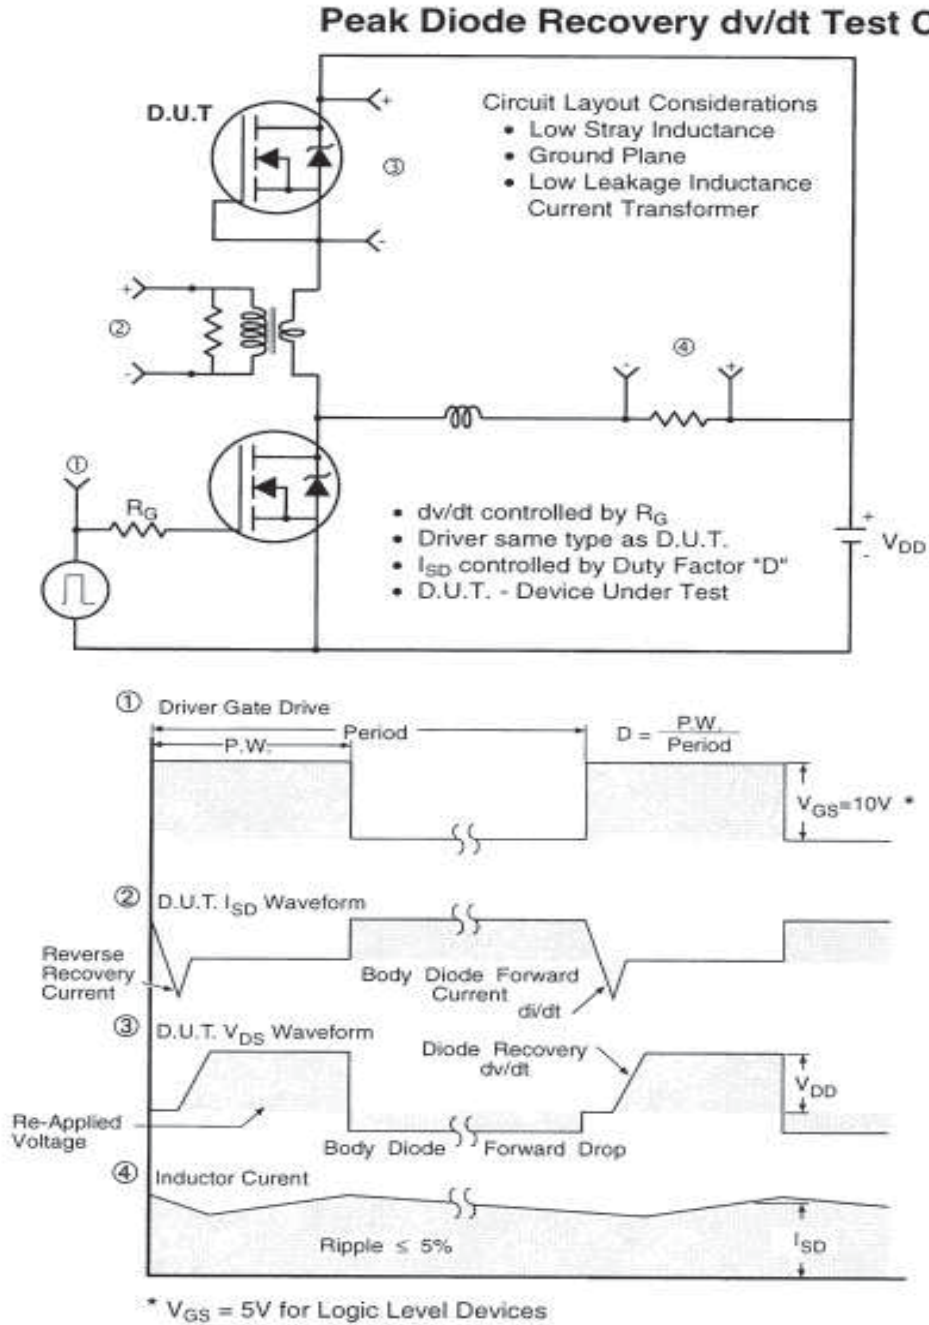 Peak Diode Recovery dv/dt Test C
D.U.T
+
③
-
Circuit Layout Considerations
• Low Stray Inductance
• Ground Plane
• Low Leakage Inductance
Current Transformer
+
②
-
④
-
+
①
RG
• dv/dt controlled by RG
• Driver same type as D.U.T.
• ISD controlled by Duty Factor "D"
• D.U.T. - Device Under Test
+
VDD
-
① Driver Gate Drive
P.W.
Period
D = P.W.
Period
VGS=10V *
② D.U.T. ISD Waveform
Reverse
Recovery
Current
Body Diode Forward
Current
di/dt
③ D.U.T. VDS Waveform
Diode Recovery
dv/dt
VDD
Re-Applied
Voltage
Body Diode
Forward Drop
④ Inductor Curent
Ripple ≤ 5%
ISD
* VGS = 5V for Logic Level Devices